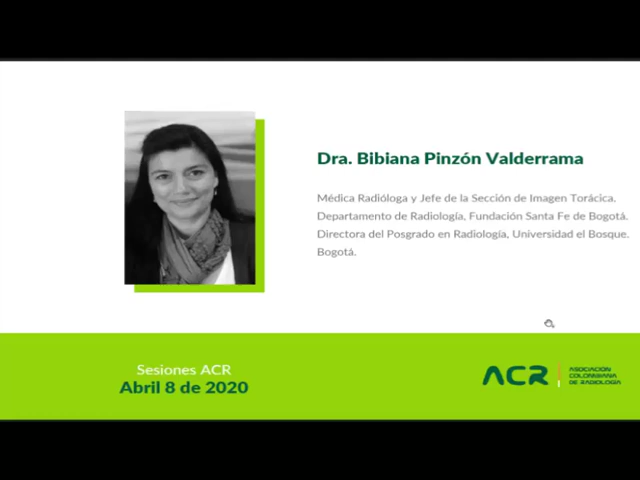 Dra. Bibiana Pinzón Valderrama
Médica Radióloga y Jefe de la Sección de Imagen Torácica.
Departamento de Radiología, Fundación Santa Fe de Bogotá.
Directora del Posgrado en Radiología, Universidad el Bosque.
Bogotá.
Sesiones ACR
Abril 8 de 2020
ACR
ASOCIACIÓN
COLOMBIANA
DE RADIOLOGÍA